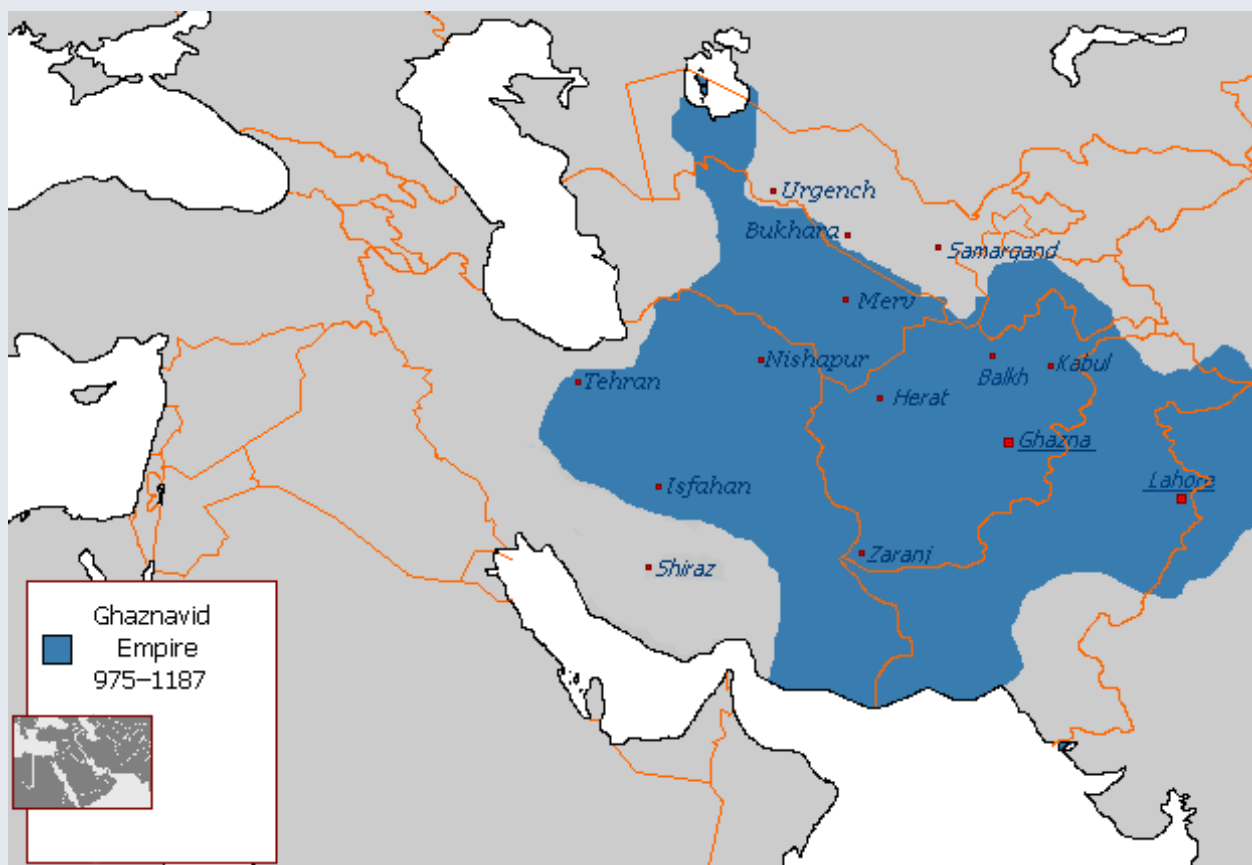 Urgench
Bukhara
Samarqand
Merv
Nishapur
Tehran
Balkh
Kabul
Herat
Ghazna
Lahore
Isfahan
Zaranj
Shiraz
Ghaznavid
Empire
975–1187